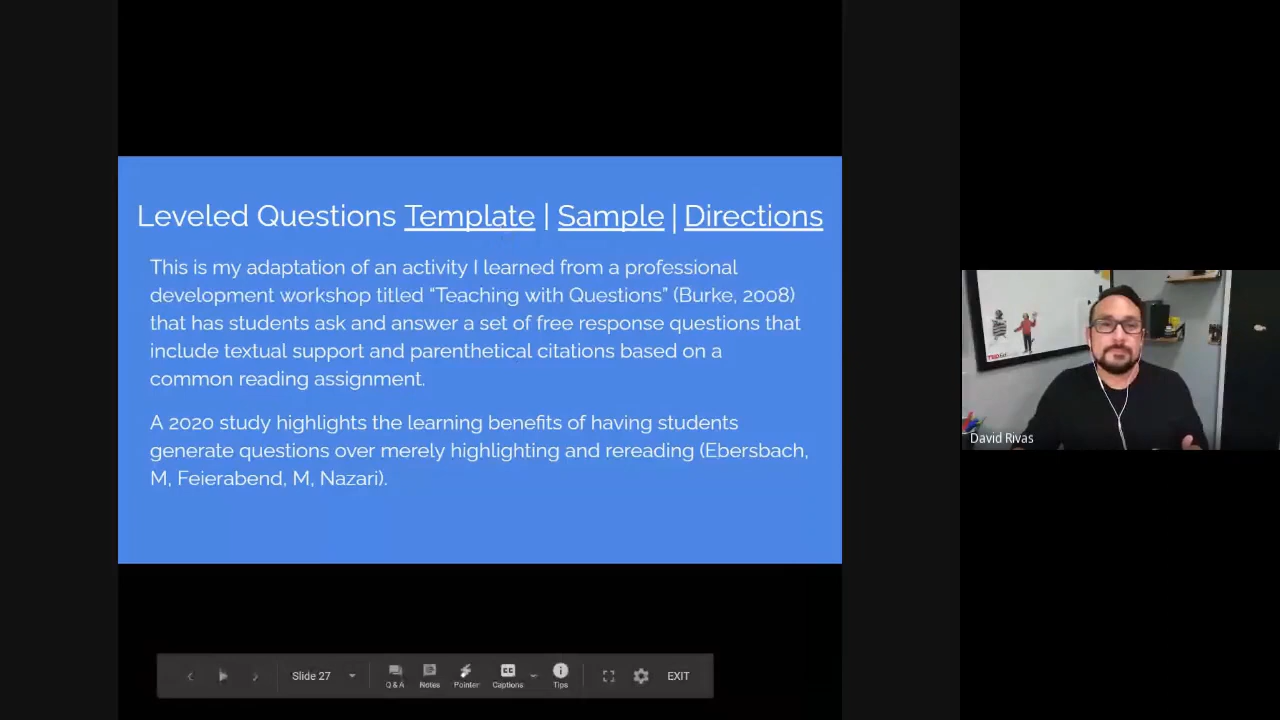 Leveled Questions Template | Sample | Directions
This is my adaptation of an activity I learned from a professional
development workshop titled “Teaching with Questions” (Burke, 2008)
that has students ask and answer a set of free response questions that
include textual support and parenthetical citations based on a
common reading assignment.
A 2020 study highlights the learning benefits of having students
generate questions over merely highlighting and rereading (Ebersbach,
M, Feierabend, M, Nazari).
David Rivas
Slide 27
Q & A Notes Pointer Captions Tips EXIT